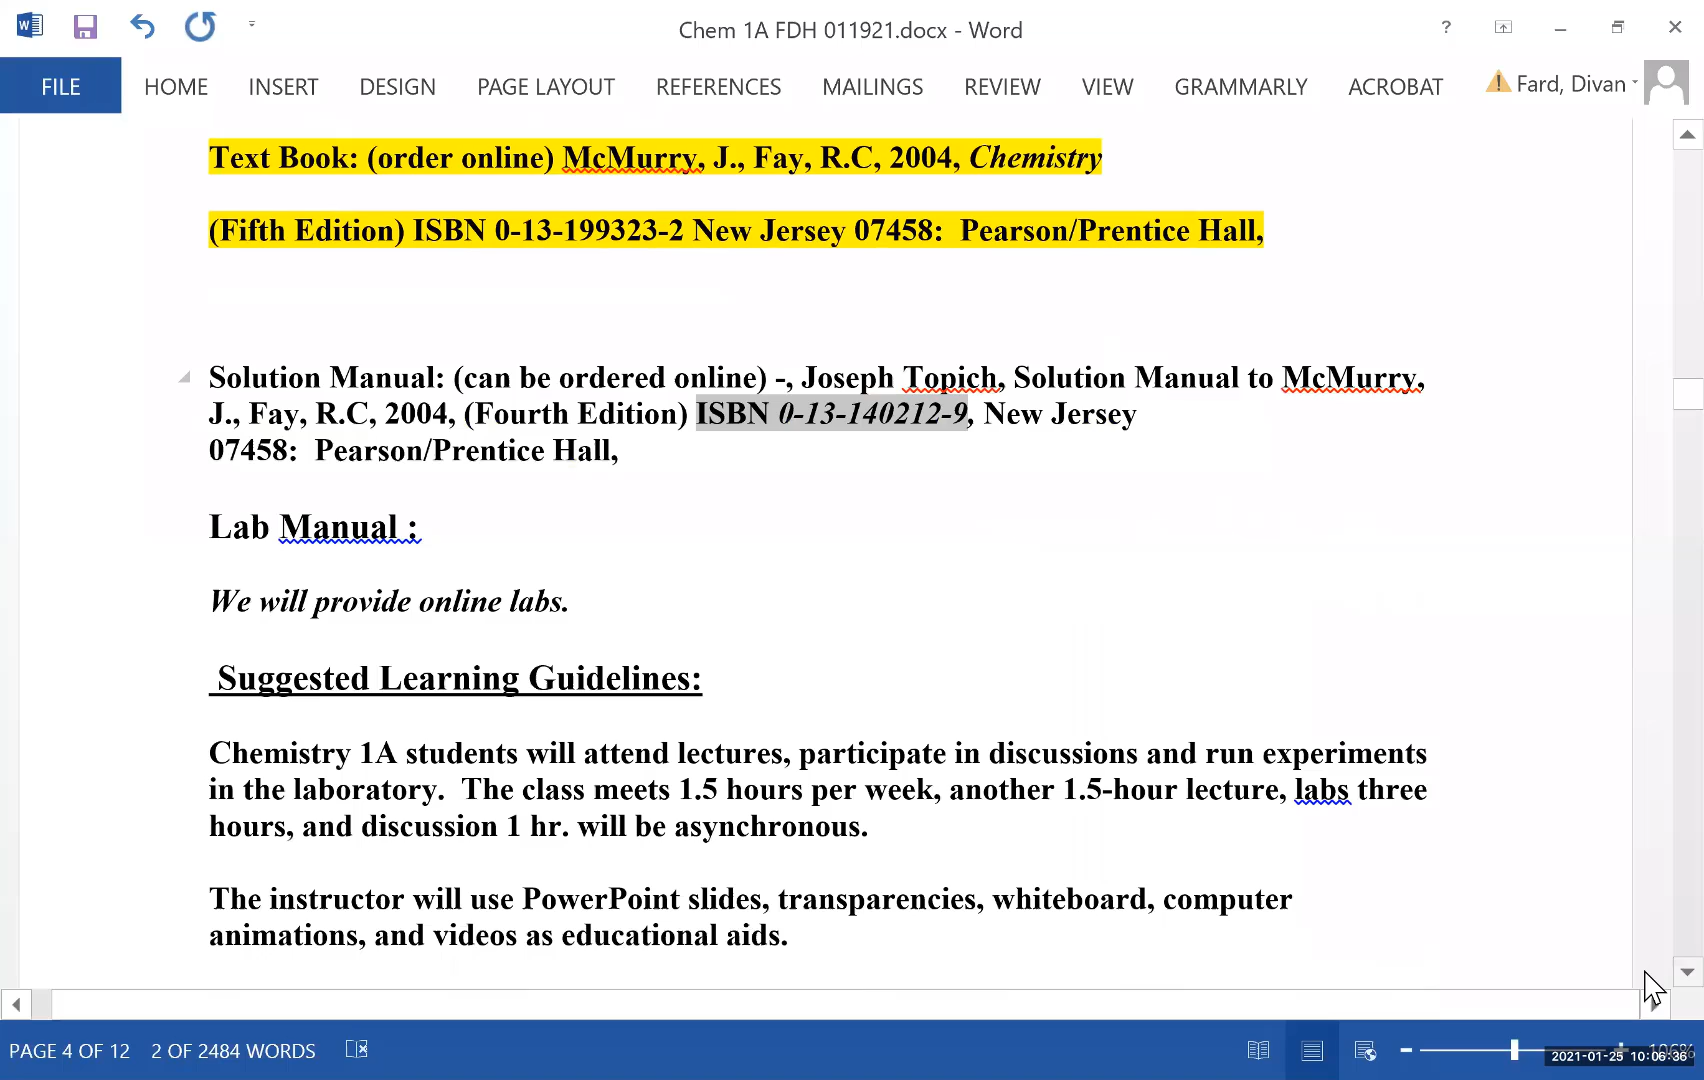 Chem 1A FDH 011921.docx - Word
?
FILE HOME INSERT DESIGN PAGE LAYOUT REFERENCES MAILINGS REVIEW VIEW GRAMMARLY ACROBAT Fard, Divan
Text Book: (order online) McMurry, J., Fay, R.C, 2004, Chemistry
(Fifth Edition) ISBN 0-13-199323-2 New Jersey 07458:  Pearson/Prentice Hall,
Solution Manual: (can be ordered online) -, Joseph Topich, Solution Manual to McMurry,
J., Fay, R.C, 2004, (Fourth Edition) ISBN 0-13-140212-9, New Jersey
07458:  Pearson/Prentice Hall,
Lab Manual :
We will provide online labs.
Suggested Learning Guidelines:
Chemistry 1A students will attend lectures, participate in discussions and run experiments
in the laboratory.  The class meets 1.5 hours per week, another 1.5-hour lecture, labs three
hours, and discussion 1 hr. will be asynchronous.
The instructor will use PowerPoint slides, transparencies, whiteboard, computer
animations, and videos as educational aids.
PAGE 4 OF 12 2 OF 2484 WORDS
2021-01-25 10:06:36